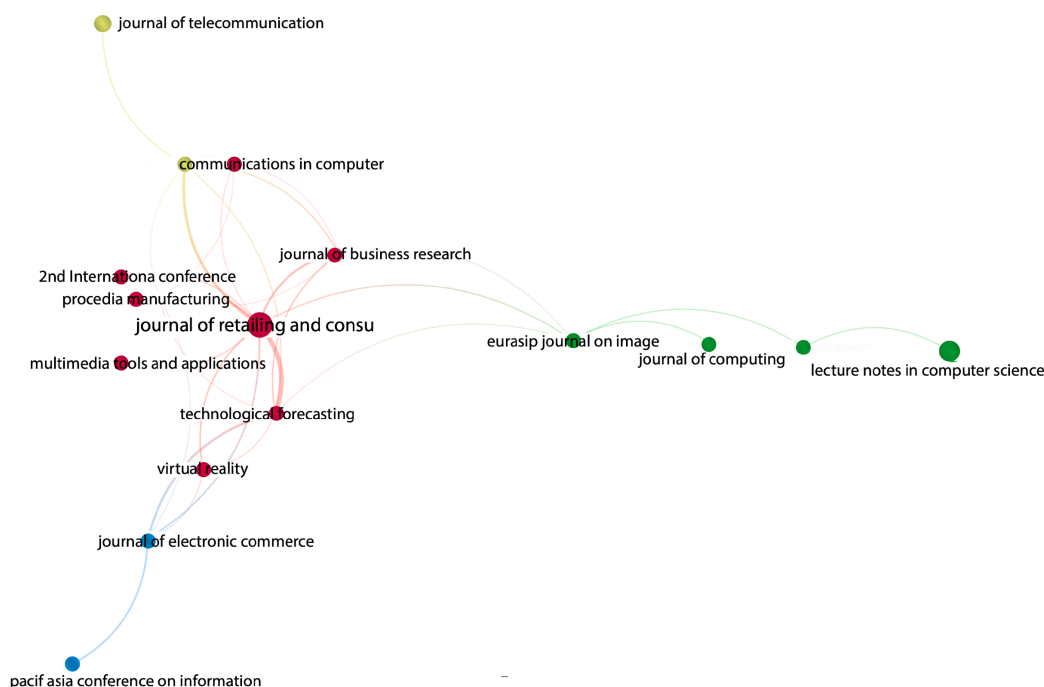 journal of telecommunication
communications in computer
journal of business research
2nd Internationa conference
procedia manufacturing
journal of retailing and consu
eurasip journal on image
journal of computing
multimedia tools and applications
lecture notes in computer science
technological forecasting
virtual reality
journal of electronic commerce
pacif asia conference on information